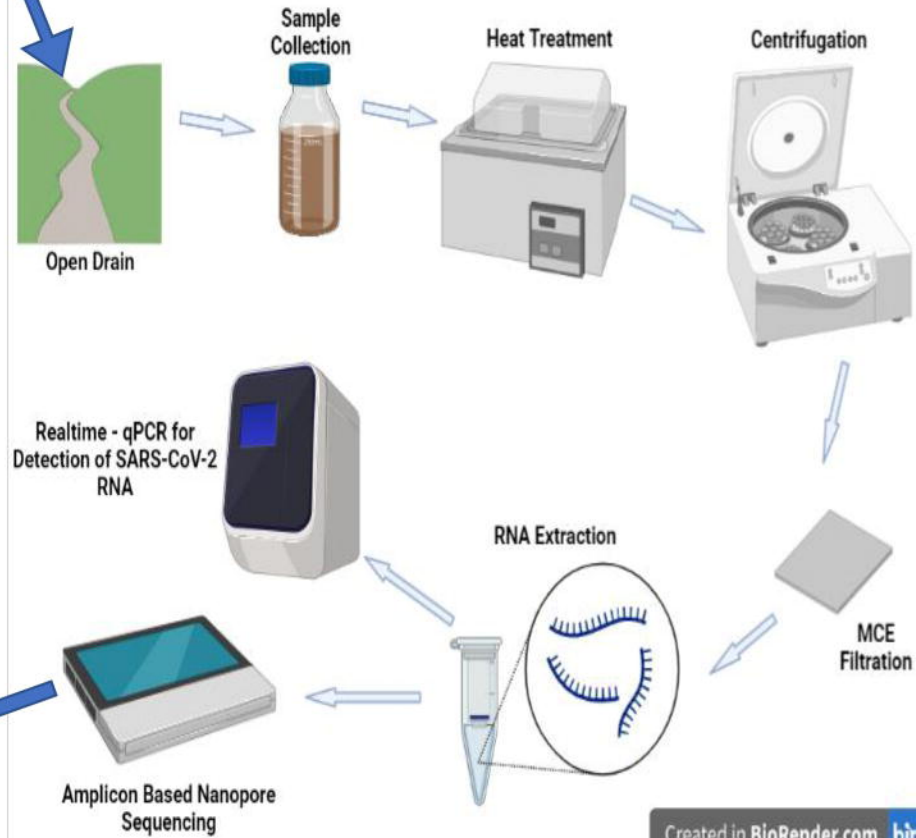 Sample
Collection
Heat Treatment
Centrifugation
Open Drain
Realtime - qPCR for
Detection of SARS-CoV-2
RNA
RNA Extraction
MCE
Filtration
Amplicon Based Nanopore
Sequencing
Created in BioRender.com